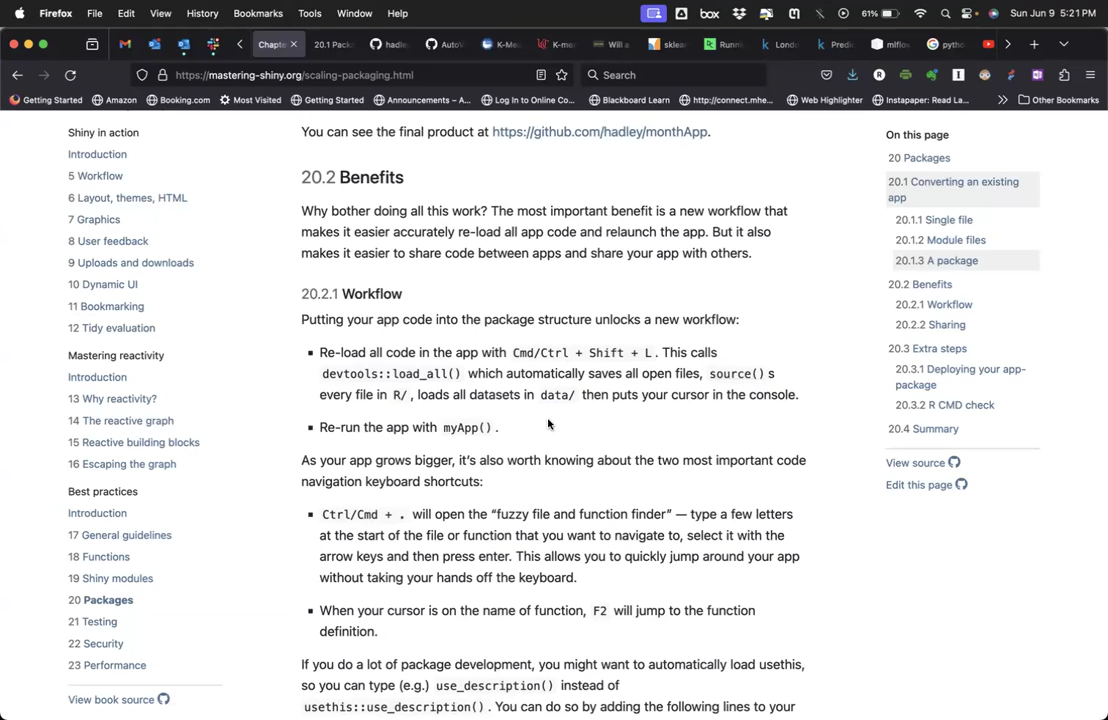 Firefox File Edit View History Bookmarks Tools Window Help box 61% Sun Jun 9 5:21 PM
Chapte 20.1 Pack hadle AutoV K-Me K-mer Will a sklea Runni Londo Predic mlflow pytho
https://mastering-shiny.org/scaling-packaging.html Search
Getting Started Amazon Booking.com Most Visited Getting Started Announcements – A... Log In to Online Co... Blackboard Learn http://connect.mhe... Web Highlighter Instapaper: Read La... Other Bookmarks
Shiny in action
Introduction
5 Workflow
6 Layout, themes, HTML
7 Graphics
8 User feedback
9 Uploads and downloads
10 Dynamic UI
11 Bookmarking
12 Tidy evaluation
Mastering reactivity
Introduction
13 Why reactivity?
14 The reactive graph
15 Reactive building blocks
16 Escaping the graph
Best practices
Introduction
17 General guidelines
18 Functions
19 Shiny modules
20 Packages
21 Testing
22 Security
23 Performance
View book source
You can see the final product at https://github.com/hadley/monthApp.
20.2 Benefits
Why bother doing all this work? The most important benefit is a new workflow that
makes it easier accurately re-load all app code and relaunch the app. But it also
makes it easier to share code between apps and share your app with others.
20.2.1 Workflow
Putting your app code into the package structure unlocks a new workflow:
▪ Re-load all code in the app with Cmd/Ctrl + Shift + L. This calls
devtools::load_all() which automatically saves all open files, source() s
every file in R/, loads all datasets in data/ then puts your cursor in the console.
▪ Re-run the app with myApp().
As your app grows bigger, it's also worth knowing about the two most important code
navigation keyboard shortcuts:
▪ Ctrl/Cmd + . will open the “fuzzy file and function finder” — type a few letters
at the start of the file or function that you want to navigate to, select it with the
arrow keys and then press enter. This allows you to quickly jump around your app
without taking your hands off the keyboard.
▪ When your cursor is on the name of function, F2 will jump to the function
definition.
If you do a lot of package development, you might want to automatically load usethis,
so you can type (e.g.) use_description() instead of
usethis::use_description(). You can do so by adding the following lines to your
On this page
20 Packages
20.1 Converting an existing
app
20.1.1 Single file
20.1.2 Module files
20.1.3 A package
20.2 Benefits
20.2.1 Workflow
20.2.2 Sharing
20.3 Extra steps
20.3.1 Deploying your app-
package
20.3.2 R CMD check
20.4 Summary
View source
Edit this page